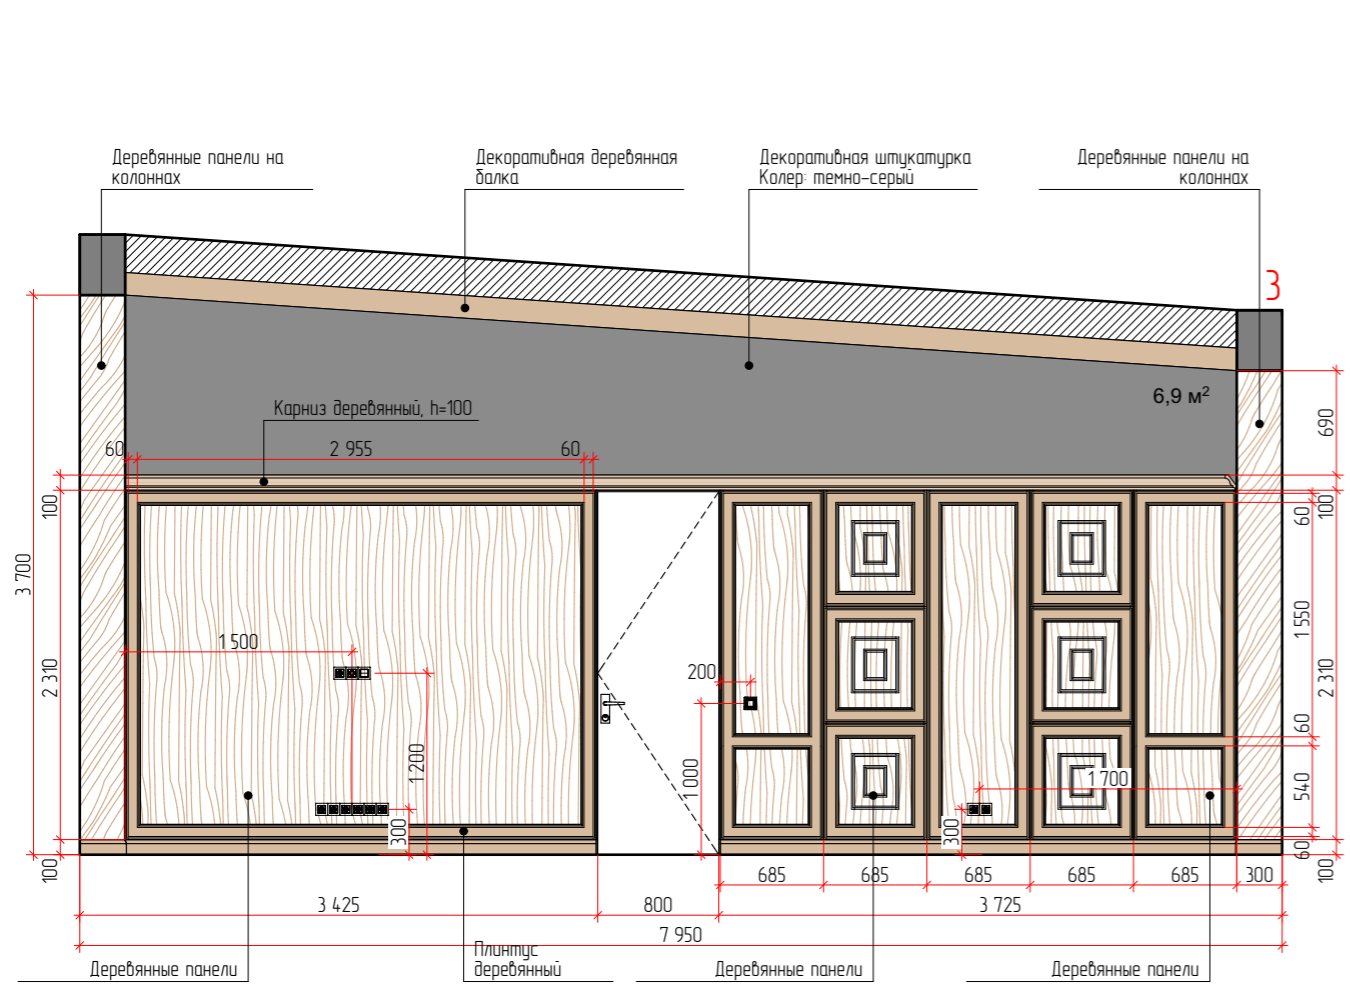 Деревянные панели на
колоннах
Декоративная деревянная
балка
Декоративная штукатурка
Колер: темно-серый
Деревянные панели на
колоннах
3
6,9 м²
690
Карниз деревянный, h=100
60
2 955
60
100
60
100
3 700
1 550
1 500
2 310
200
2 310
60
1 200
1 000
1 700
540
300
300
60
100
100
685
685
685
685
685
300
3 425
800
3 725
7 950
Плинтус
деревянный
Деревянные панели
Деревянные панели
Деревянные панели